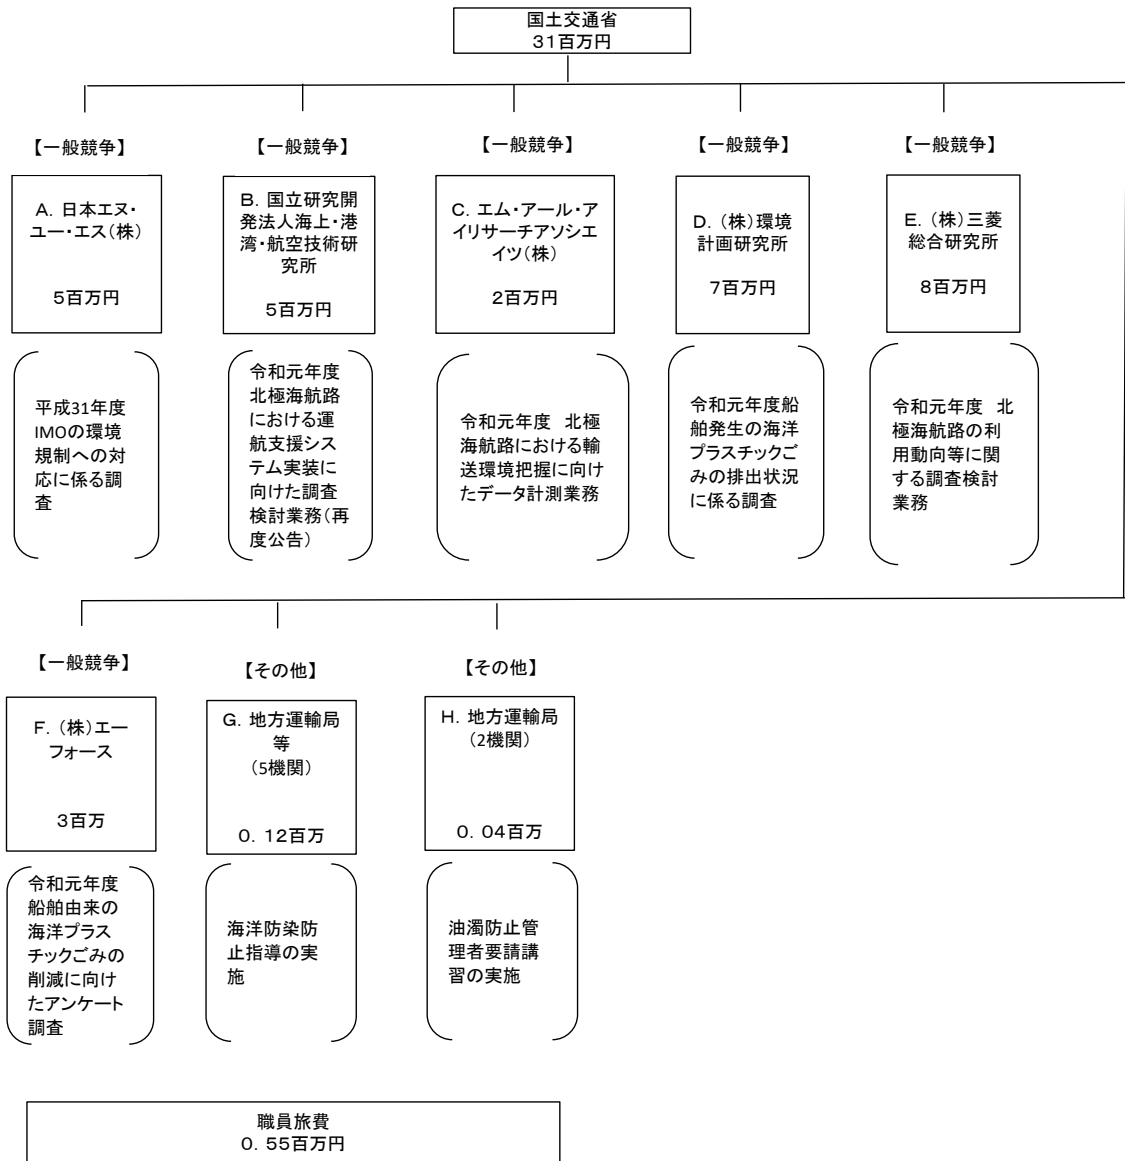 国土交通省
31百万円
【一般競争】
【一般競争】
【一般競争】
【一般競争】
【一般競争】
A. 日本エヌ・
ユー・エス(株)
5百万円
B. 国立研究開
発法人海上・港
湾・航空技術研
究所
5百万円
C. エム・アール・ア
イリサーチアソシエ
イツ(株)
2百万円
D. (株)環境
計画研究所
7百万円
E. (株)三菱
総合研究所
8百万円
平成31年度
IMOの環境
規制への対
応に係る調
査
令和元年度
北極海航路
における運
航支援シス
テム実装に
向けた調査
検討業務(再
度公告)
令和元年度 北極
海航路における輸
送環境把握に向け
たデータ計測業務
令和元年度船
舶発生の海洋
プラスチックご
みの排出状況
に係る調査
令和元年度 北
極海航路の利
用動向等に関
する調査検討
業務
【一般競争】
【その他】
【その他】
F. (株)エー
フォース
3百万
G. 地方運輸局
等
(5機関)
0. 12百万
H. 地方運輸局
(2機関)
0. 04百万
令和元年度
船舶由来の
海洋プラス
チックごみの
削減に向け
たアンケート
調査
海洋防染防
止指導の実
施
油濁防止管
理者要請講
習の実施
職員旅費
0. 55百万円